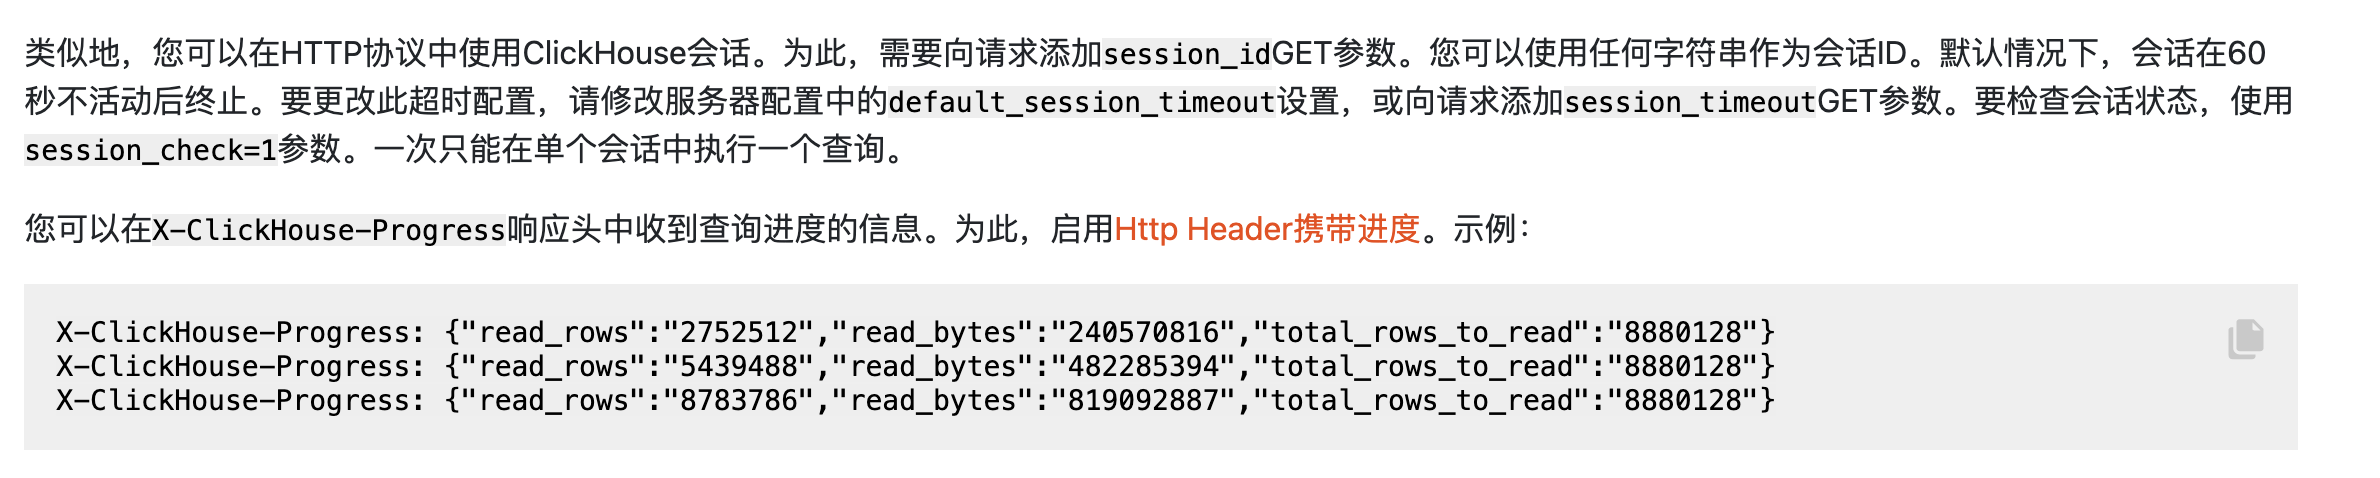 类似地，您可以在HTTP协议中使用ClickHouse会话。为此，需要向请求添加session_idGET参数。您可以使用任何字符串作为会话ID。默认情况下，会话在60
秒不活动后终止。要更改此超时配置，请修改服务器配置中的default_session_timeout设置，或向请求添加session_timeoutGET参数。要检查会话状态，使用
session_check=1参数。一次只能在单个会话中执行一个查询。
您可以在X-ClickHouse-Progress响应头中收到查询进度的信息。为此，启用Http Header携带进度。示例：
X-ClickHouse-Progress: {"read_rows":"2752512","read_bytes":"240570816","total_rows_to_read":"8880128"}
X-ClickHouse-Progress: {"read_rows":"5439488","read_bytes":"482285394","total_rows_to_read":"8880128"}
X-ClickHouse-Progress: {"read_rows":"8783786","read_bytes":"819092887","total_rows_to_read":"8880128"}